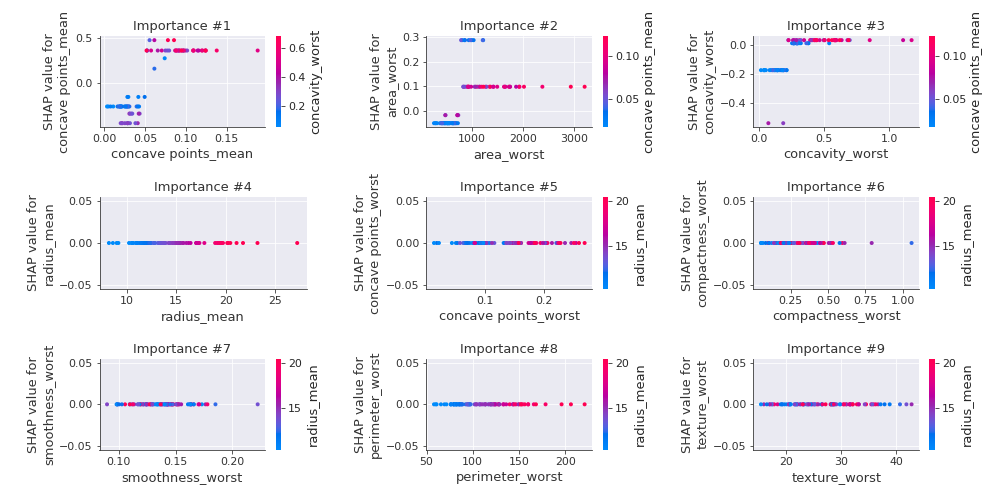 Importance #1
Importance #2
Importance #3
SHAP value for
concave points_mean
0.5
0.0
0.00
0.05
0.10
0.15
concave points_mean
0.6
0.4
0.2
concavity_worst
SHAP value for
area_worst
0.3
0.2
0.1
0.0
1000
2000
3000
area_worst
0.10
0.05
concave points_mean
SHAP value for
concavity_worst
0.0
−0.2
−0.4
0.0
0.5
1.0
concavity_worst
0.10
0.05
concave points_mean
Importance #4
Importance #5
Importance #6
SHAP value for
radius_mean
0.05
0.00
−0.05
10
15
20
25
radius_mean
SHAP value for
concave points_worst
0.05
0.00
−0.05
0.1
0.2
concave points_worst
20
15
radius_mean
SHAP value for
compactness_worst
0.05
0.00
−0.05
0.25
0.50
0.75
1.00
compactness_worst
20
15
radius_mean
Importance #7
Importance #8
Importance #9
SHAP value for
smoothness_worst
0.05
0.00
−0.05
0.10
0.15
0.20
smoothness_worst
20
15
radius_mean
SHAP value for
perimeter_worst
0.05
0.00
−0.05
50
100
150
200
perimeter_worst
20
15
radius_mean
SHAP value for
texture_worst
0.05
0.00
−0.05
20
30
40
texture_worst
20
15
radius_mean